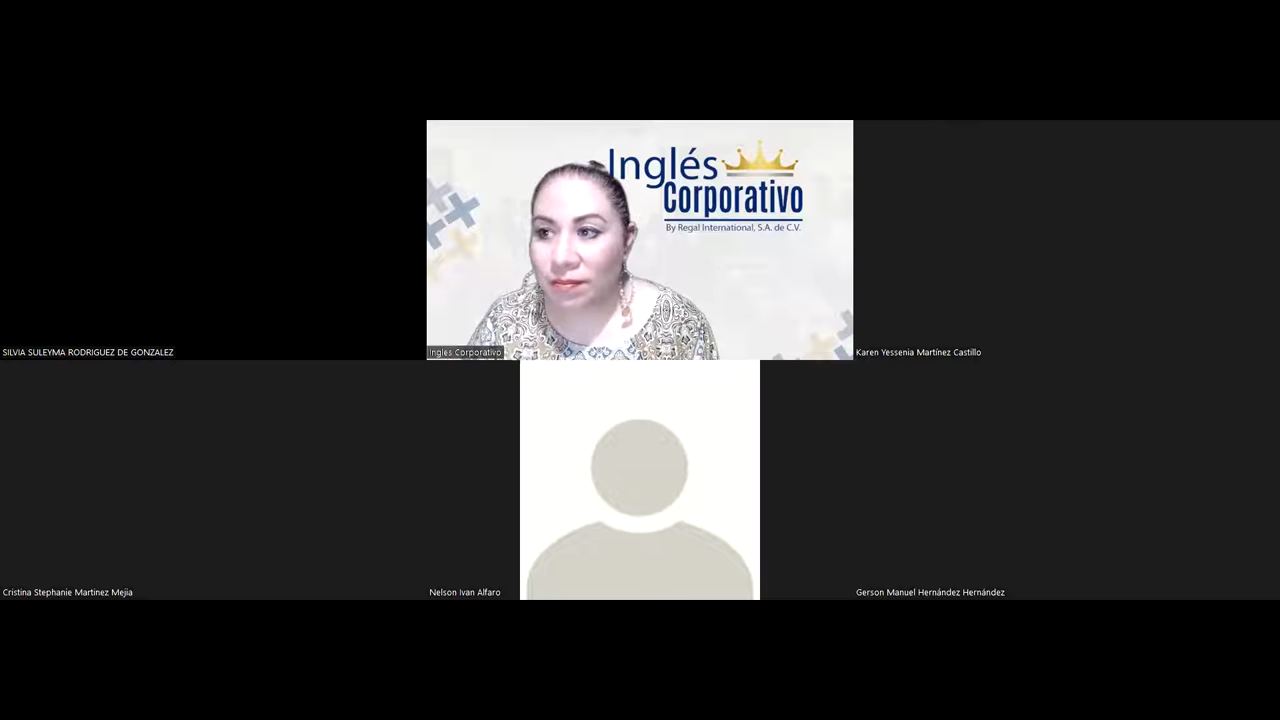 Inglés
Corporativo
By Regal International, S.A. de C.V.
SILVIA SULEYMA RODRIGUEZ DE GONZALEZ
Ingles Corporativo
Karen Yessenia Martínez Castillo
Cristina Stephanie Martinez Mejia
Nelson Ivan Alfaro
Gerson Manuel Hernández Hernández